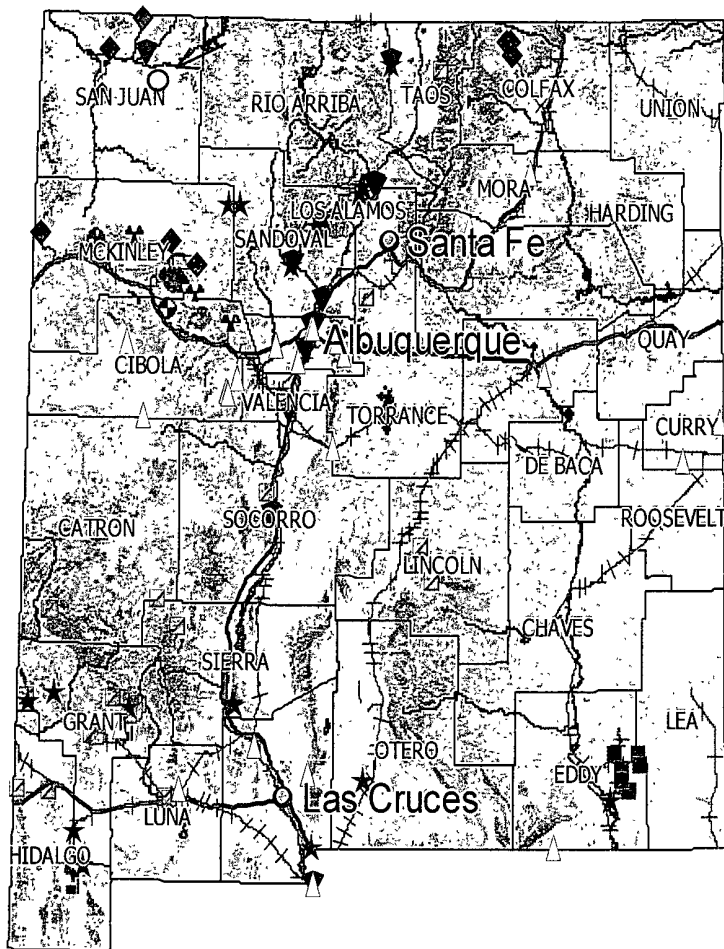 SAN JUAN
RIO ARRIBA
TAOS
COLFAX
UNION
MORA
LOS ALAMOS
HARDING
SANDOVAL
MCKINLEY
Santa Fe
Albuquerque
QUAY
CIBOLA
VALENCIA
TORRANCE
CURRY
DE BACA
CATRON
SOCORRO
ROOSEVELT
LINCOLN
CHAVES
SIERRA
GRANT
LEA
OTERO
EDDY
Las Cruces
LUNA
HIDALGO